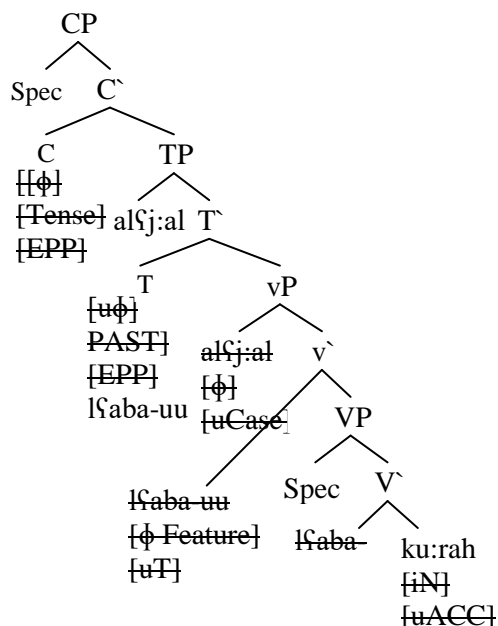 CP
Spec C`
C TP
[[ϕ]
[Tense] alʕj:al T`
[EPP]
T vP
[uϕ]
PAST] alʕj:al v`
[EPP] [ϕ]
lʕaba-uu [uCase]
VP
lʕaba-uu Spec V`
[ϕ Feature] lʕaba- ku:rah
[uT] [iN]
[uACC]